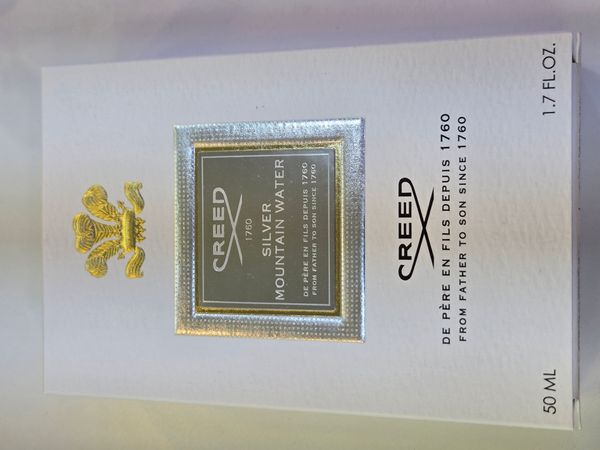 CREED
1760
SILVER
MOUNTAIN WATER
DE PÈRE EN FILS DEPUIS 1760
FROM FATHER TO SON SINCE 1760
CREED
DE PÈRE EN FILS DEPUIS 1760
FROM FATHER TO SON SINCE 1760
50 ML 1.7 FL.OZ.